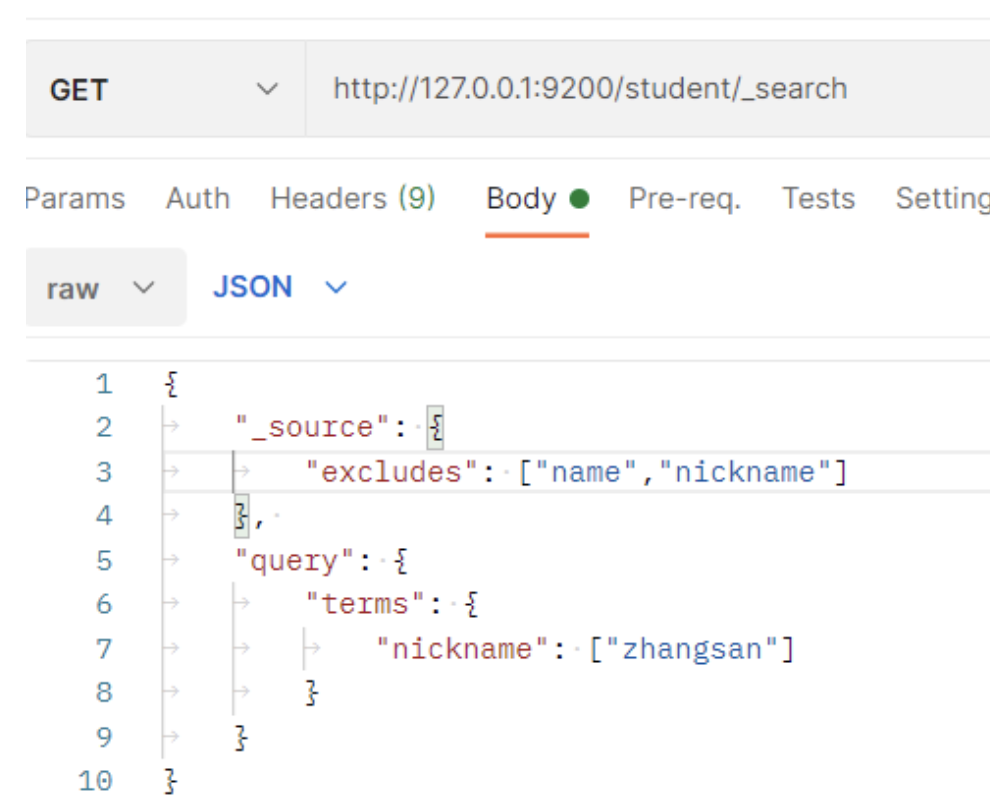 GET http://127.0.0.1:9200/student/_search
Params Auth Headers (9) Body Pre-req. Tests Setting
raw JSON
1 {
2 "_source": {
3 "excludes": ["name","nickname"]
4 },
5 "query": {
6 "terms": {
7 "nickname": ["zhangsan"]
8 }
9 }
10 }